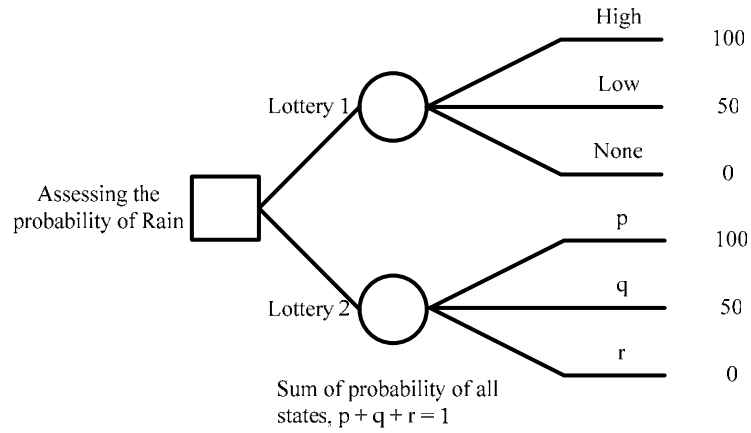 High
100
Low
50
Lottery 1
None
0
Assessing the
probability of Rain
p
100
q
50
Lottery 2
r
0
Sum of probability of all
states, p + q + r = 1